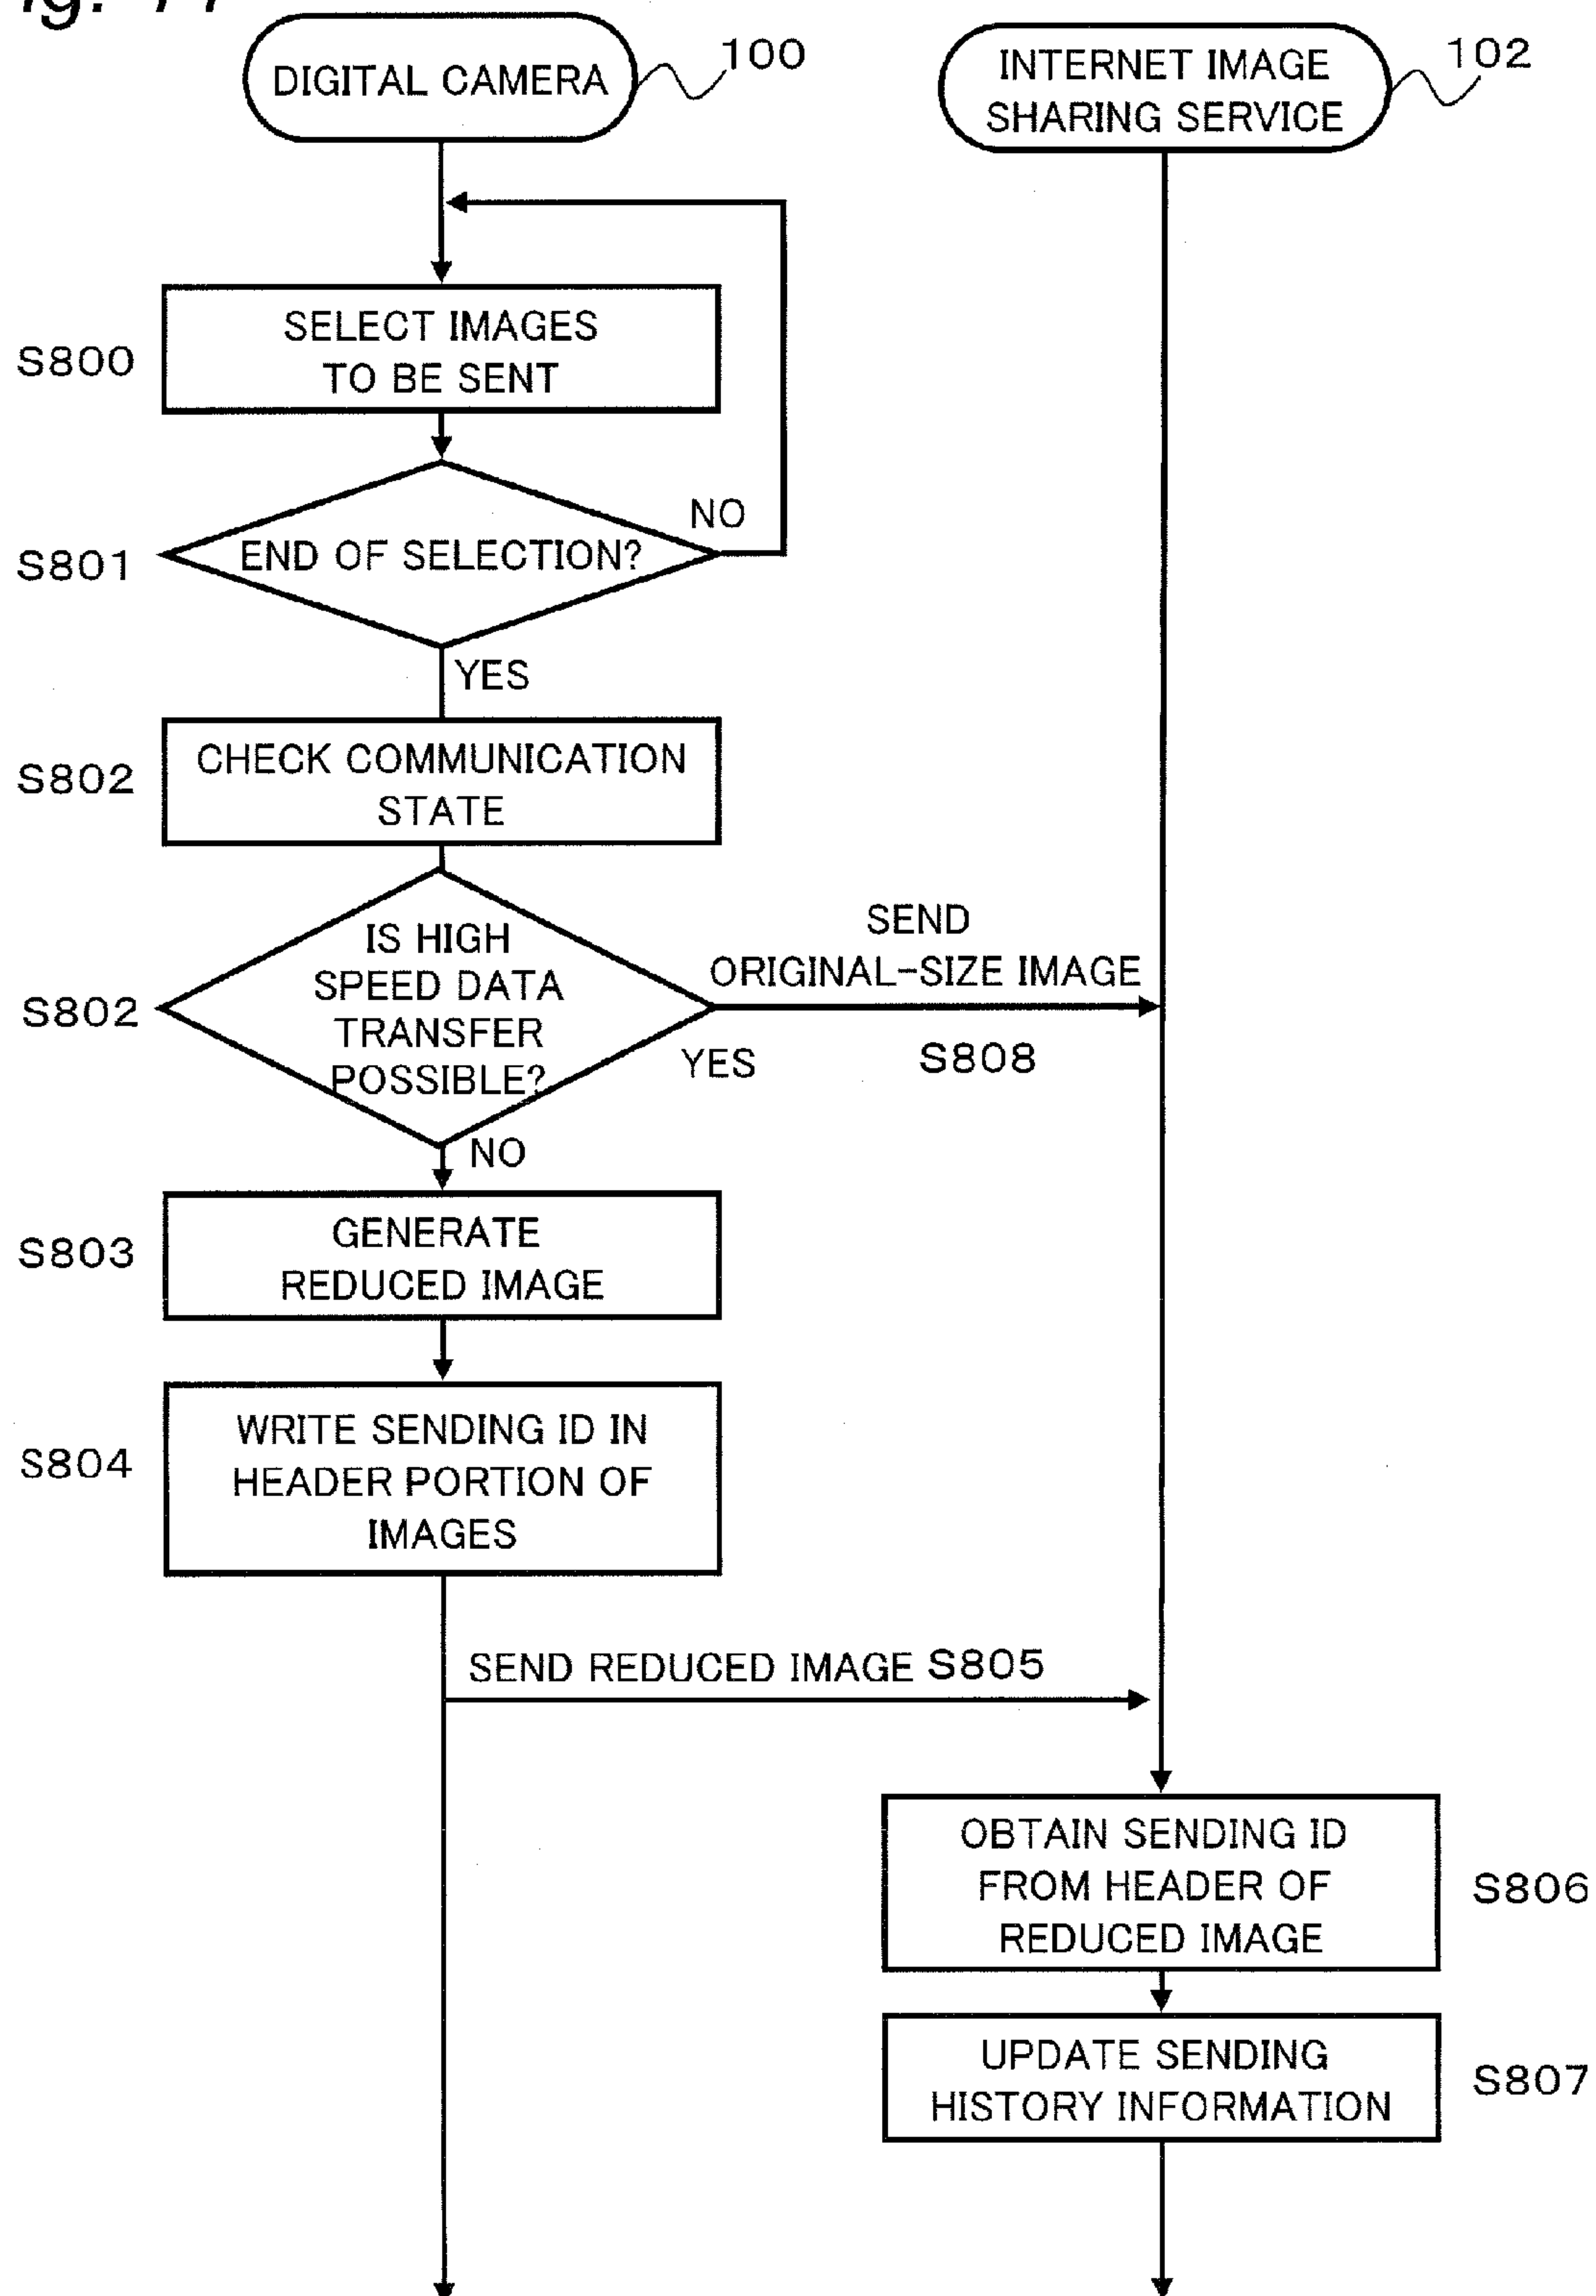 DIGITAL CAMERA
100
INTERNET IMAGE
SHARING SERVICE
102
S800
SELECT IMAGES
TO BE SENT
S801
END OF SELECTION?
NO
YES
S802
CHECK COMMUNICATION
STATE
S802
IS HIGH
SPEED DATA
TRANSFER
POSSIBLE?
SEND
ORIGINAL-SIZE IMAGE
YES
S808
NO
S803
GENERATE
REDUCED IMAGE
S804
WRITE SENDING ID IN
HEADER PORTION OF
IMAGES
SEND REDUCED IMAGE S805
OBTAIN SENDING ID
FROM HEADER OF
REDUCED IMAGE
S806
UPDATE SENDING
HISTORY INFORMATION
S807